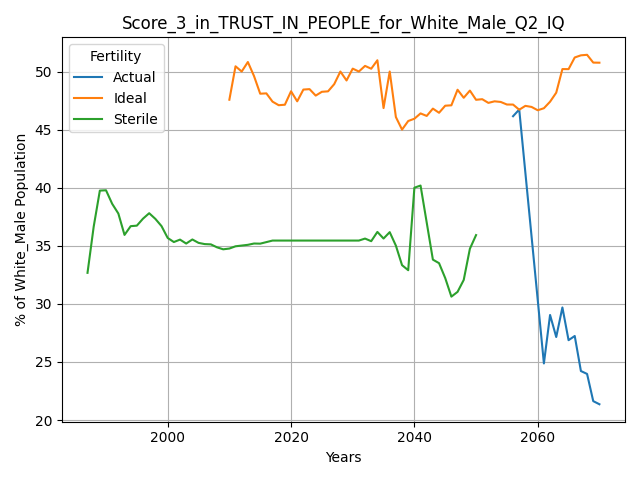 Score_3_in_TRUST_IN_PEOPLE_for_White_Male_Q2_IQ
Fertility
Actual
Ideal
Sterile
% of White_Male Population
50
45
40
35
30
25
20
2000
2020
2040
2060
Years